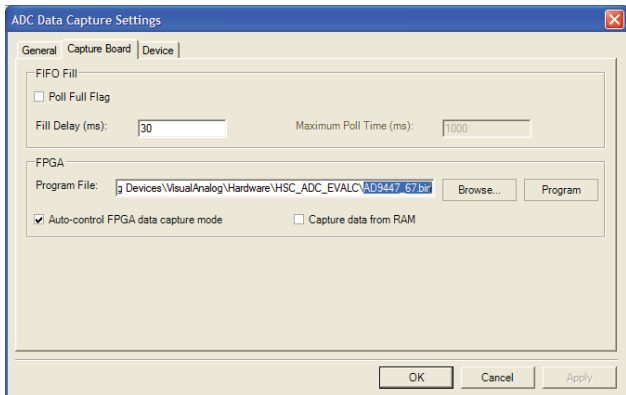 ADC Data Capture Settings
General Capture Board Device
FIFO Fill
Poll Full Flag
Fill Delay (ms): 30 Maximum Poll Time (ms): 1000
FPGA
Program File: g Devices\VisualAnalog\Hardware\HSC_ADC_EVALC\AD9447_67.bin Browse... Program
Auto-control FPGA data capture mode Capture data from RAM
OK Cancel Apply